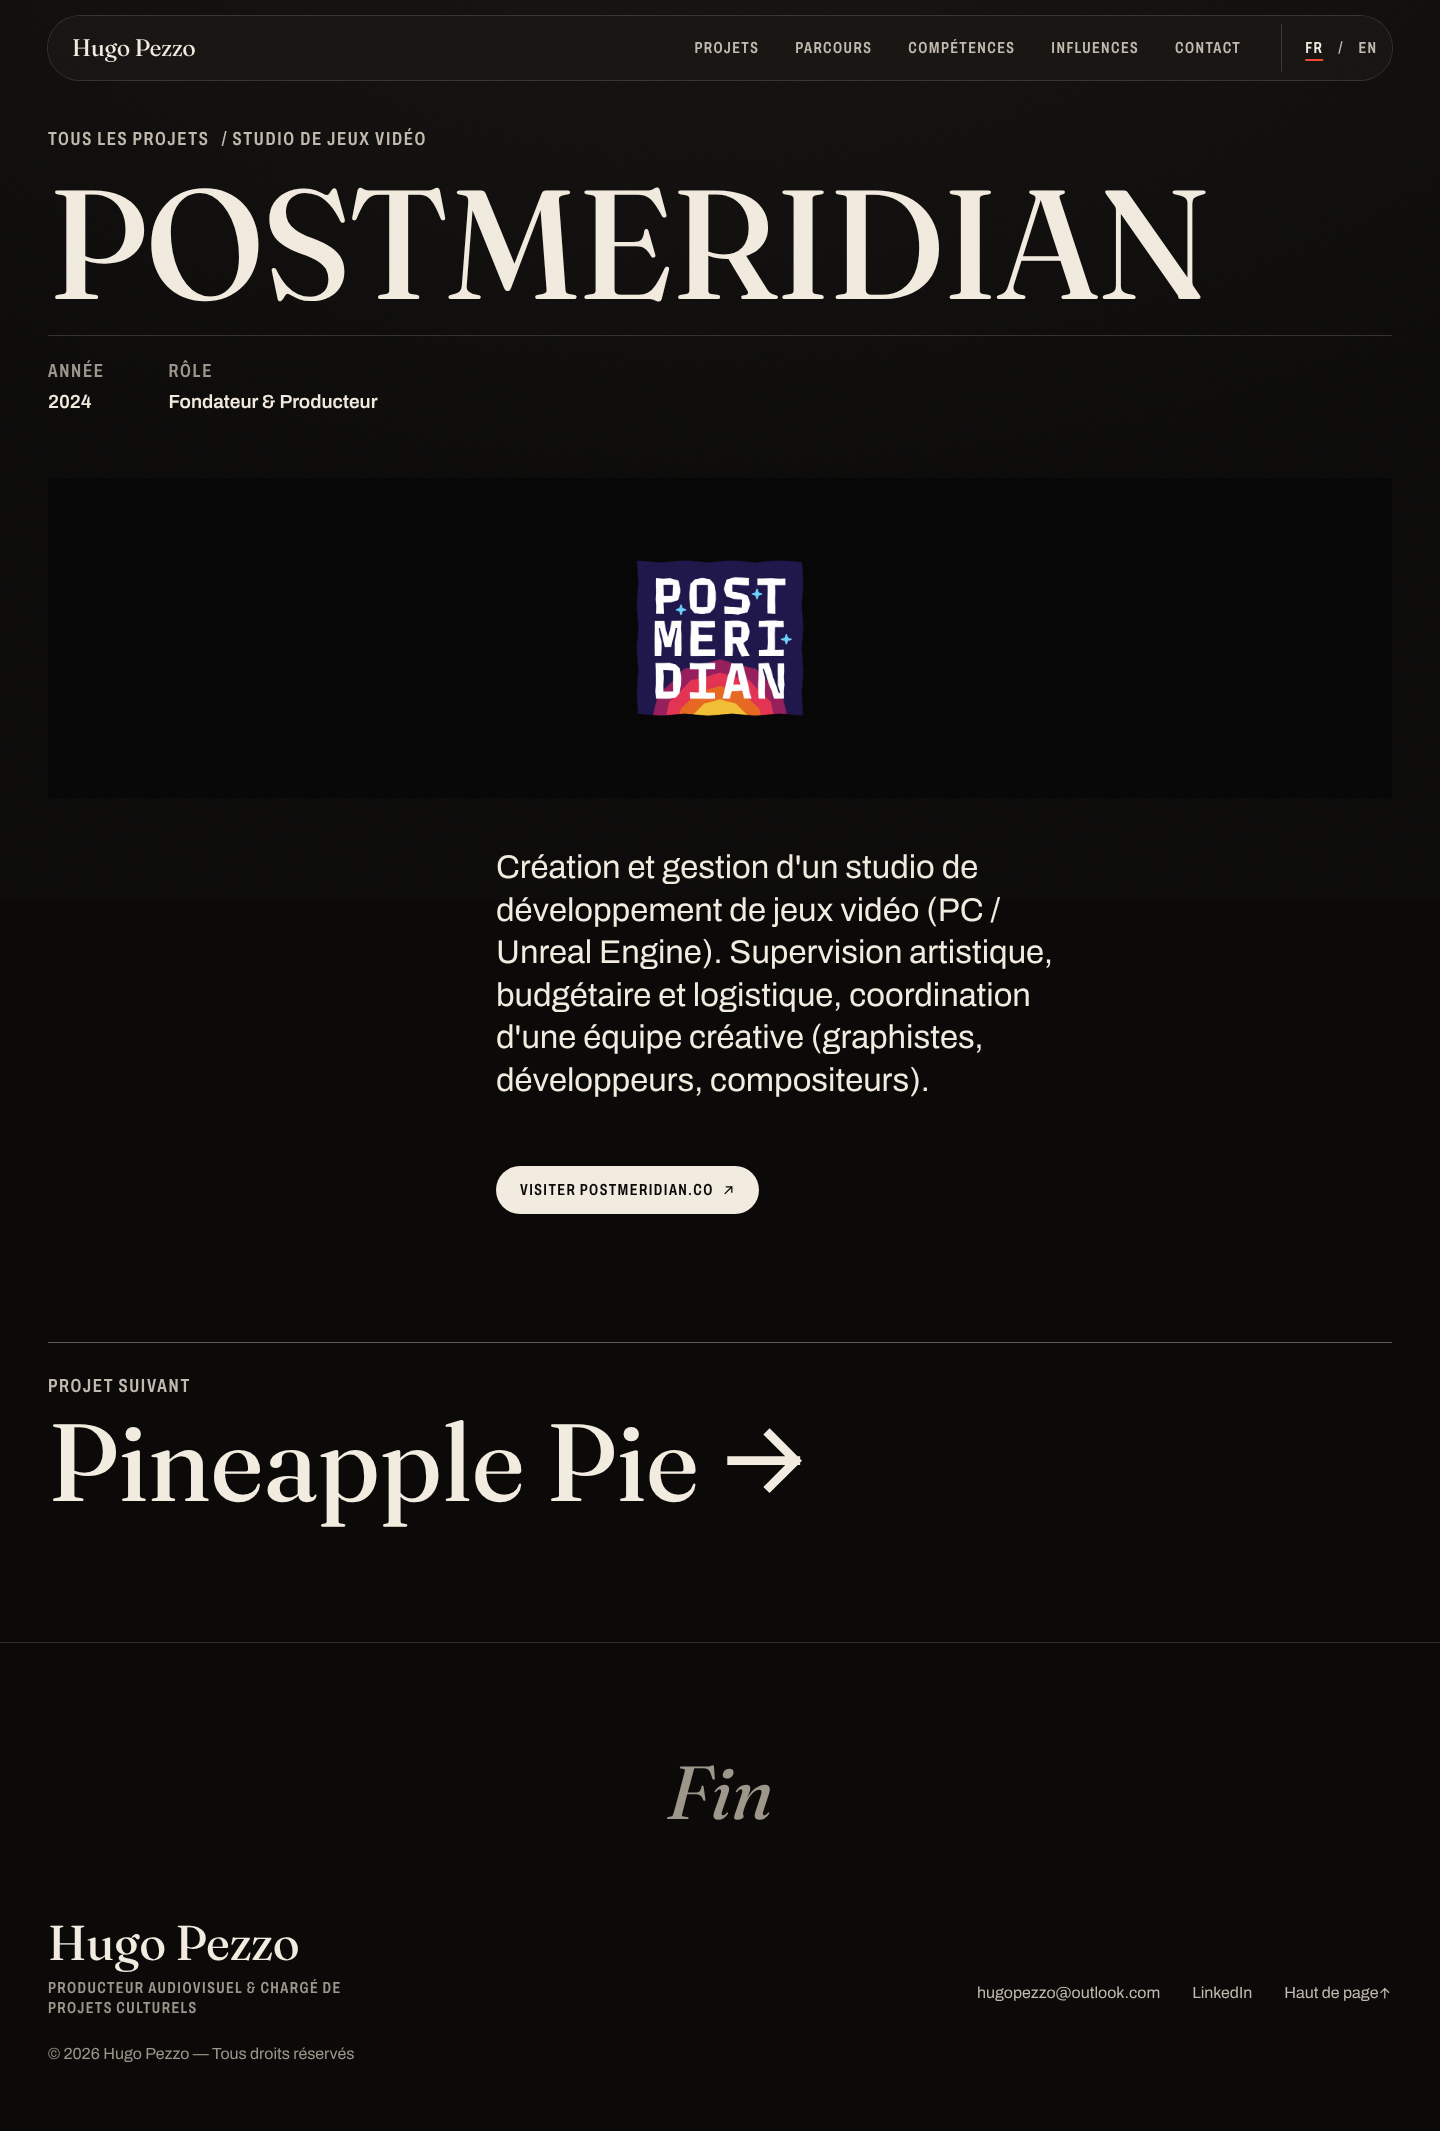 Hugo Pezzo
PROJETS PARCOURS COMPÉTENCES INFLUENCES CONTACT FR / EN
TOUS LES PROJETS / STUDIO DE JEUX VIDÉO
POSTMERIDIAN
ANNÉE RÔLE
2024 Fondateur & Producteur
POST
MERI
DIAN
Création et gestion d'un studio de
développement de jeux vidéo (PC /
Unreal Engine). Supervision artistique,
budgétaire et logistique, coordination
d'une équipe créative (graphistes,
développeurs, compositeurs).
VISITER POSTMERIDIAN.CO ↗
PROJET SUIVANT
Pineapple Pie →
Fin
Hugo Pezzo
PRODUCTEUR AUDIOVISUEL & CHARGÉ DE
PROJETS CULTURELS
hugopezzo@outlook.com LinkedIn Haut de page↑
© 2026 Hugo Pezzo — Tous droits réservés